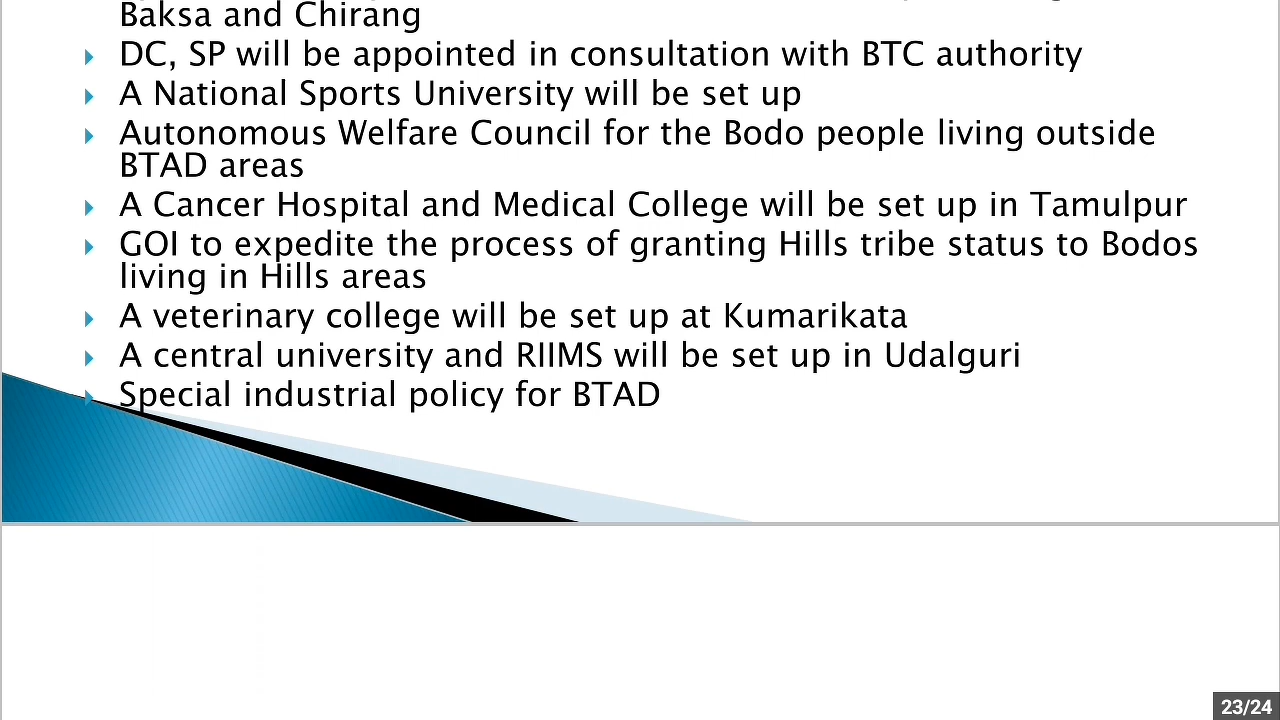 Baksa and Chirang
DC, SP will be appointed in consultation with BTC authority
A National Sports University will be set up
Autonomous Welfare Council for the Bodo people living outside
BTAD areas
A Cancer Hospital and Medical College will be set up in Tamulpur
GOI to expedite the process of granting Hills tribe status to Bodos
living in Hills areas
A veterinary college will be set up at Kumarikata
A central university and RIIMS will be set up in Udalguri
Special industrial policy for BTAD
23/24